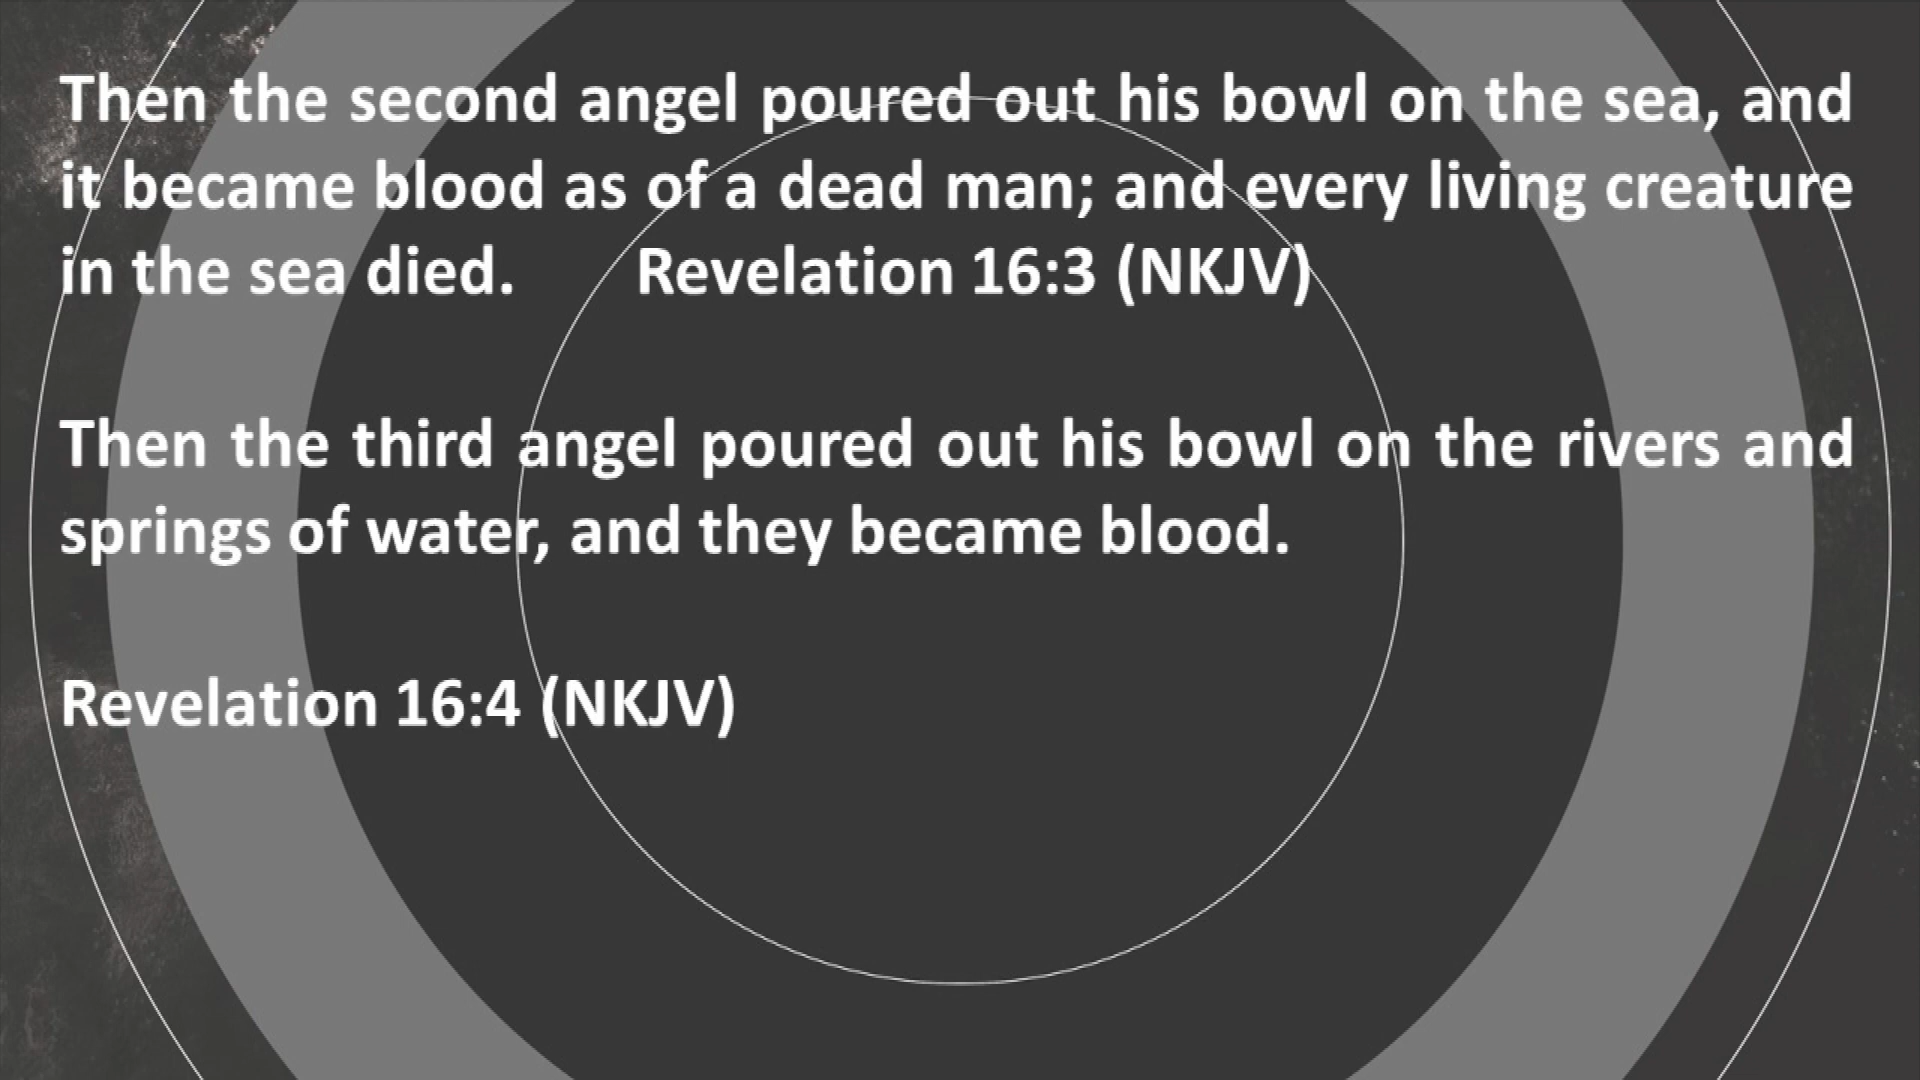 Then the second angel poured out his bowl on the sea, and
it became blood as of a dead man; and every living creature
in the sea died. Revelation 16:3 (NKJV)
Then the third angel poured out his bowl on the rivers and
springs of water, and they became blood.
Revelation 16:4 (NKJV)